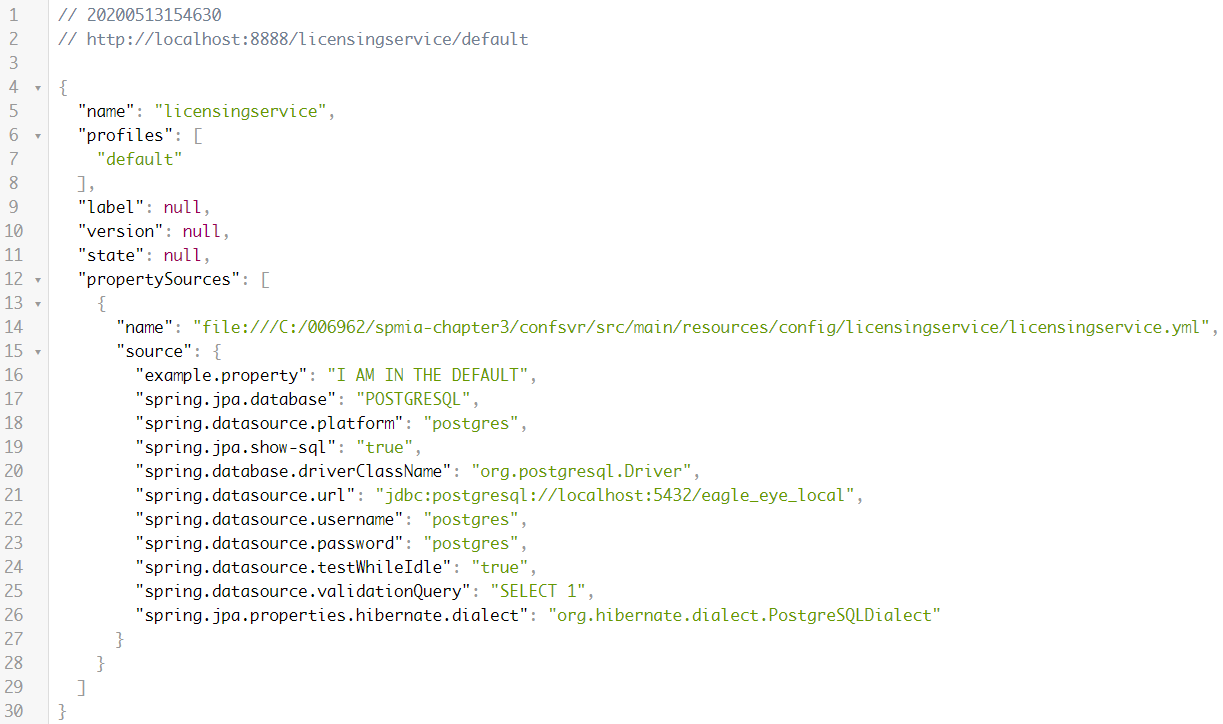 1 // 20200513154630
2 // http://localhost:8888/licensingservice/default
3
4 {
5 "name": "licensingservice",
6 "profiles": [
7 "default"
8 ],
9 "label": null,
10 "version": null,
11 "state": null,
12 "propertySources": [
13 {
14 "name": "file:///C:/006962/spmia-chapter3/confsvr/src/main/resources/config/licensingservice/licensingservice.yml",
15 "source": {
16 "example.property": "I AM IN THE DEFAULT",
17 "spring.jpa.database": "POSTGRESQL",
18 "spring.datasource.platform": "postgres",
19 "spring.jpa.show-sql": "true",
20 "spring.database.driverClassName": "org.postgresql.Driver",
21 "spring.datasource.url": "jdbc:postgresql://localhost:5432/eagle_eye_local",
22 "spring.datasource.username": "postgres",
23 "spring.datasource.password": "postgres",
24 "spring.datasource.testWhileIdle": "true",
25 "spring.datasource.validationQuery": "SELECT 1",
26 "spring.jpa.properties.hibernate.dialect": "org.hibernate.dialect.PostgreSQLDialect"
27 }
28 }
29 ]
30 }